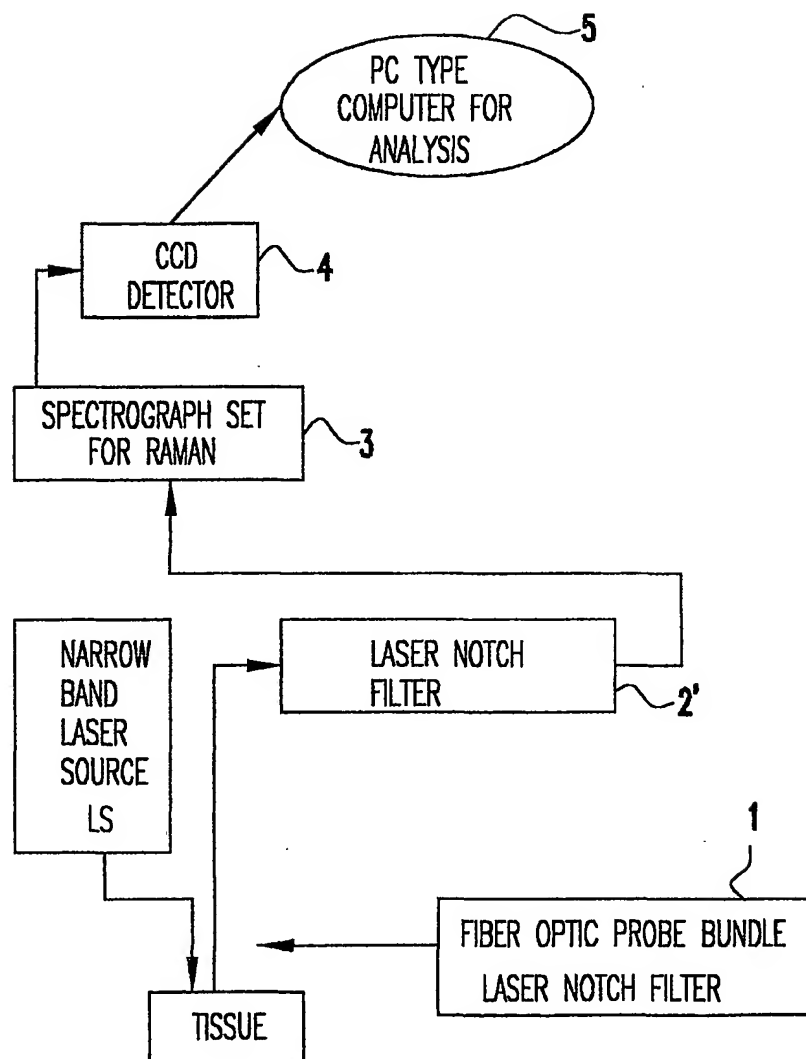 5
PC TYPE
COMPUTER FOR
ANALYSIS
CCD
DETECTOR
4
SPECTROGRAPH SET
FOR RAMAN
3
NARROW
BAND
LASER
SOURCE
LS
LASER NOTCH
FILTER
2'
1
FIBER OPTIC PROBE BUNDLE
LASER NOTCH FILTER
TISSUE